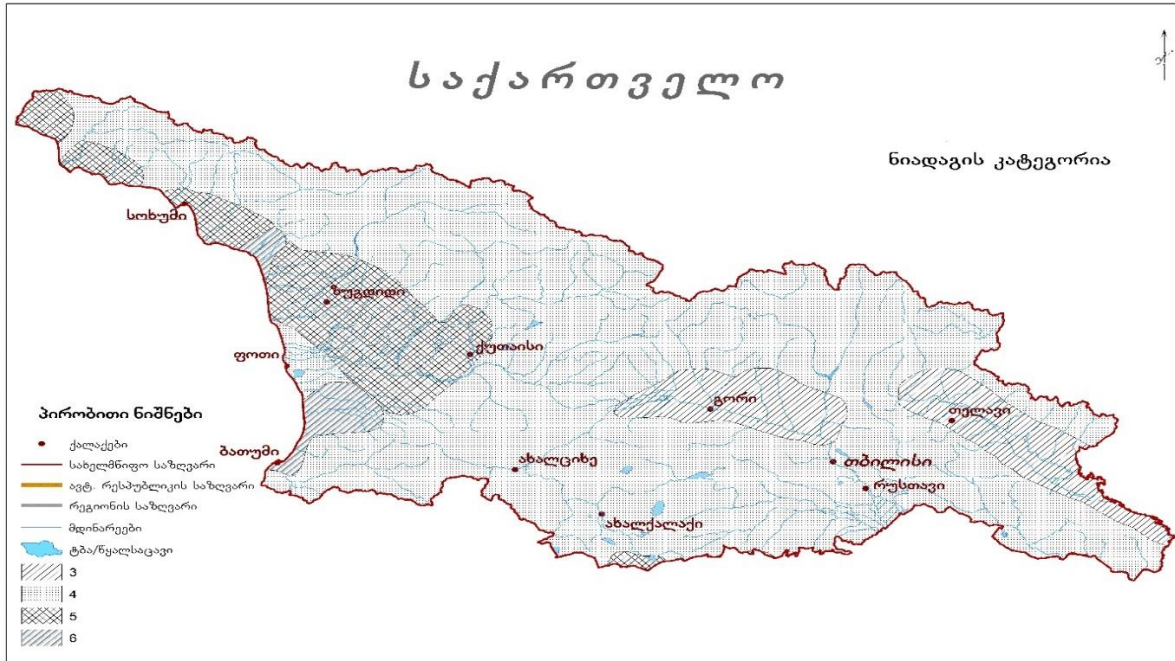 საქართველო
ნიადაგის კატეგორია
სოხუმი
ზუგდიდი
ფოთი
ქუთაისი
გორი
თელავი
ბათუმი
ახალციხე
თბილისი
რუსთავი
ახალქალაქი
პირობითი ნიშნები
ქალაქები
სახელმწიფო საზღვარი
ავტ. რესპუბლიკის საზღვარი
რეგიონის საზღვარი
მდინარეები
ტბა/წყალსაცავი
3
4
5
6